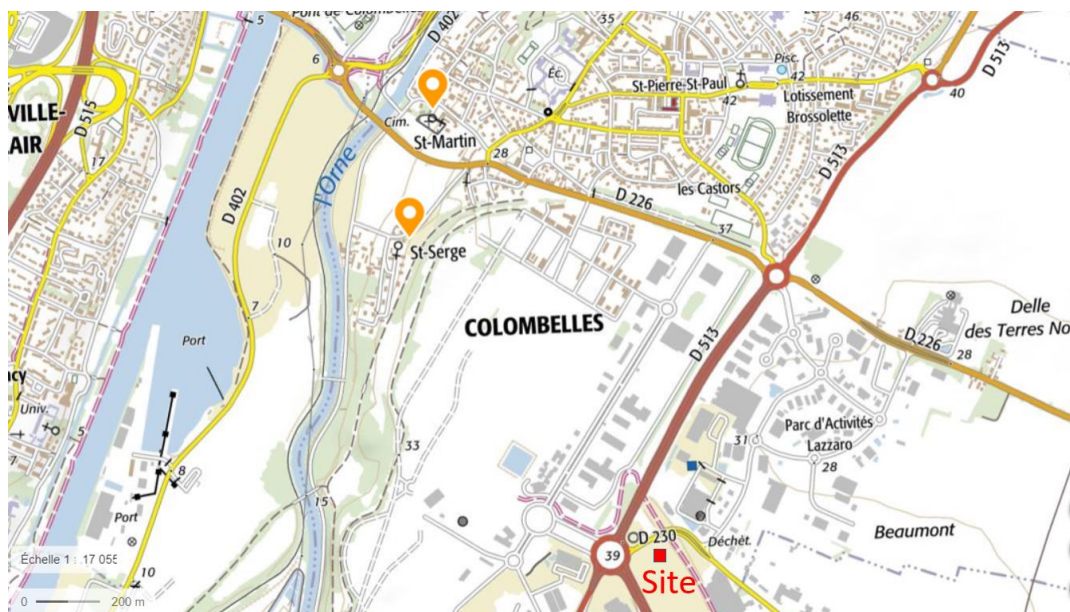 5
Pont de Colombelles
D 402
35
46
6
Pisc.
D 513
Éc.
42
St-Pierre-St-Paul
42
Lotissement
Brossolette
40
VILLE-
AIR
D 515
Cim.
St-Martin
17
28
l'Orne
D 513
D 402
les Castors
D 226
37
10
St-Serge
7
Delle
des Terres No
COLOMBELLES
D 226
28
Port
D 513
cy
Univ.
5
Parc d'Activités
Lazzaro
31
33
28
7
8
15
Port
Beaumont
D 230
Déchèt.
39
Échelle 1 : 17 055
Site
10
0
200 m